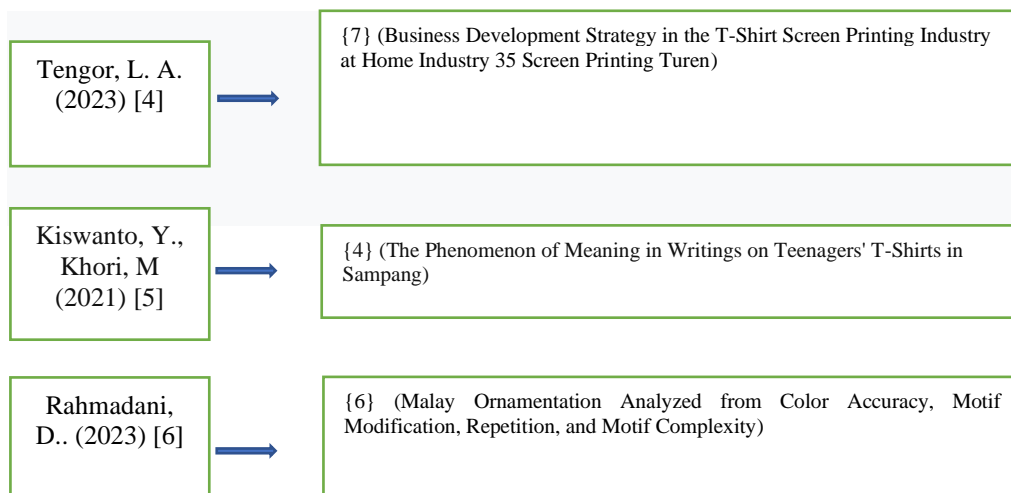 Tengor, L. A.
(2023) [4]
{7} (Business Development Strategy in the T-Shirt Screen Printing Industry
at Home Industry 35 Screen Printing Turen)
Kiswanto, Y.,
Khori, M
(2021) [5]
{4} (The Phenomenon of Meaning in Writings on Teenagers' T-Shirts in
Sampang)
Rahmadani,
D.. (2023) [6]
{6} (Malay Ornamentation Analyzed from Color Accuracy, Motif
Modification, Repetition, and Motif Complexity)